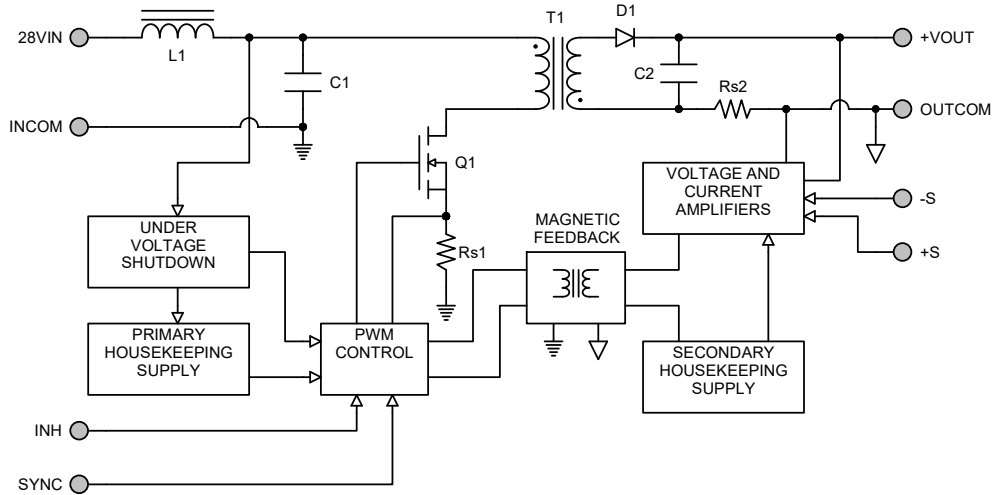 T1
D1
28VIN
+VOUT
L1
C1
C2
Rs2
INCOM
OUTCOM
Q1
VOLTAGE AND
CURRENT
AMPLIFIERS
-S
MAGNETIC
FEEDBACK
UNDER
VOLTAGE
SHUTDOWN
Rs1
+S
PRIMARY
HOUSEKEEPING
SUPPLY
PWM
CONTROL
SECONDARY
HOUSEKEEPING
SUPPLY
INH
SYNC